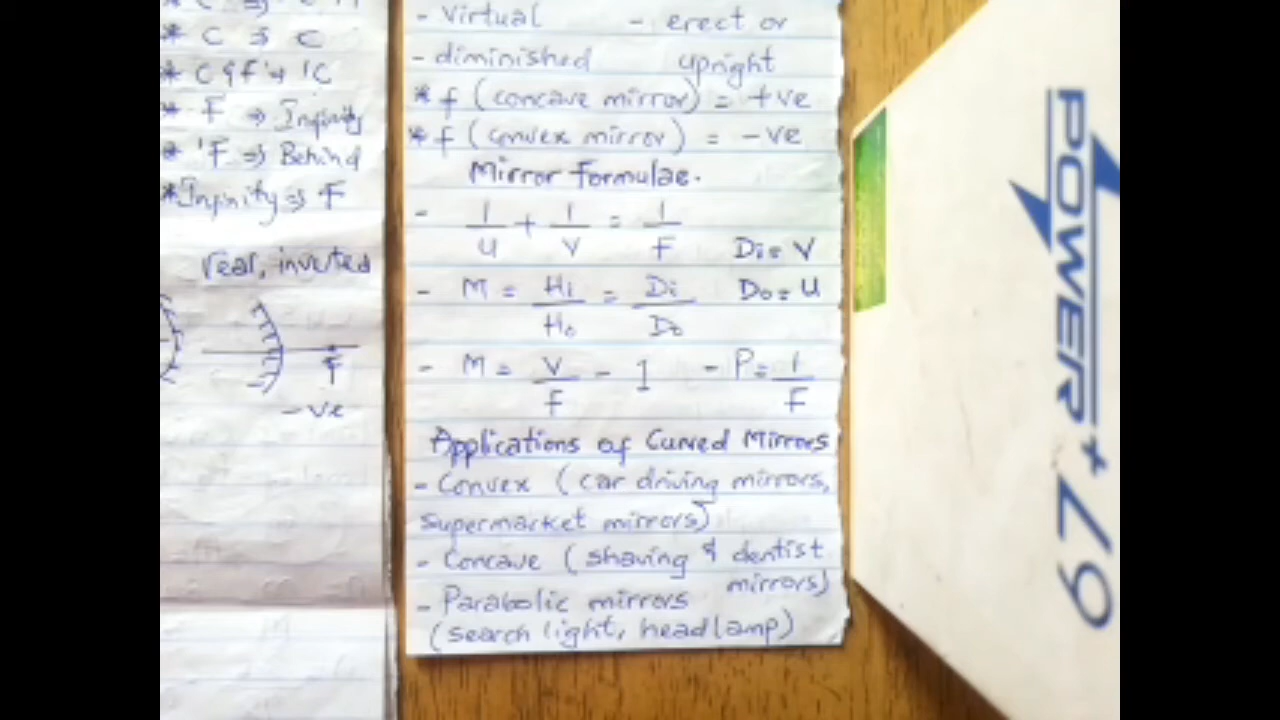 * C => C
* C & F => 'C
* F => Infinity
* 'F => Behind
*Infinity => F
real, inverted
F
-ve
- Virtual - erect or
- diminished upright
* f (concave mirror) = +ve
* f (convex mirror) = -ve
Mirror formulae.
- 1/u + 1/v = 1/F Di = V
- M = Hi/Ho = Di/Do Do = U
- M = V/F - 1 - P = 1/F
Applications of Curved Mirrors
- Convex (car driving mirrors,
supermarket mirrors)
- Concave (shaving & dentist
mirrors)
- Parabolic mirrors
(search light, headlamp)
POWER+
L67